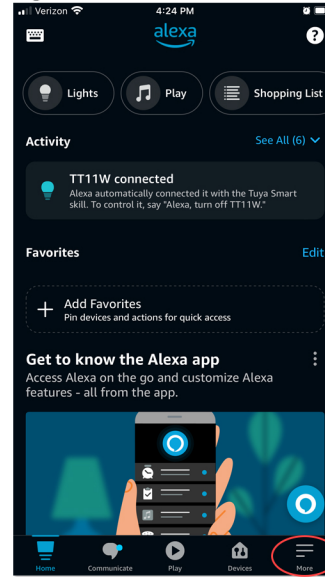 Verizon 4:24 PM
alexa
?
Lights Play Shopping List
Activity See All (6)
TT11W connected
Alexa automatically connected it with the Tuya Smart
skill. To control it, say "Alexa, turn off TT11W."
Favorites Edit
Add Favorites
Pin devices and actions for quick access
Get to know the Alexa app
Access Alexa on the go and customize Alexa
features - all from the app.
Home Communicate Play Devices More